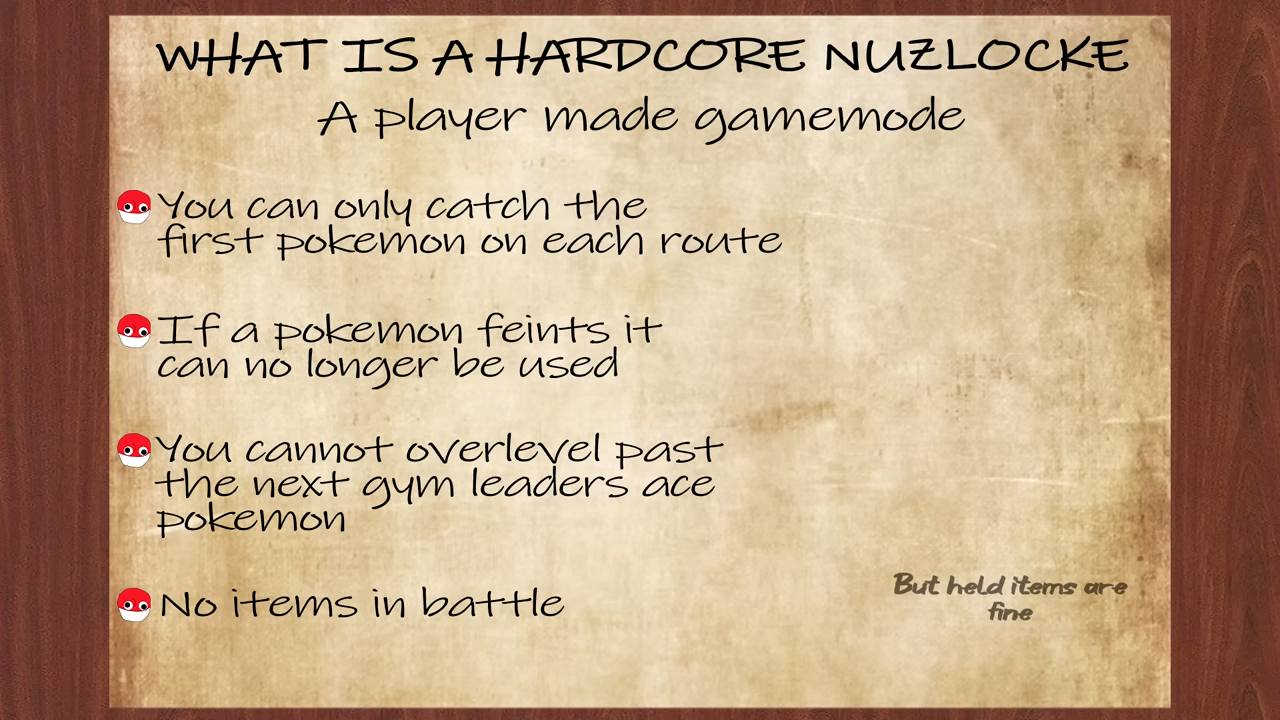 WHAT IS A HARDCORE NUZLOCKE
A player made gamemode
You can only catch the
first pokemon on each route
If a pokemon feints it
can no longer be used
You cannot overlevel past
the next gym leaders ace
pokemon
No items in battle
But held items are
fine